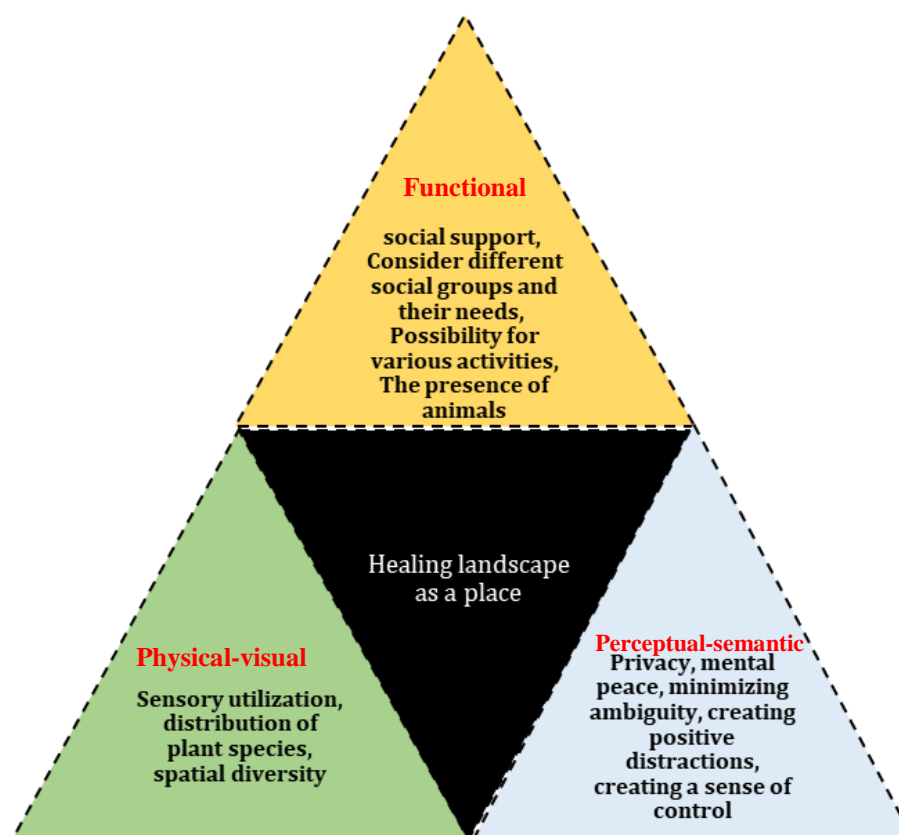 Functional
social support,
Consider different
social groups and
their needs,
Possibility for
various activities,
The presence of
animals
Healing landscape
as a place
Physical-visual
Sensory utilization,
distribution of
plant species,
spatial diversity
Perceptual-semantic
Privacy, mental
peace, minimizing
ambiguity, creating
positive
distractions,
creating a sense of
control